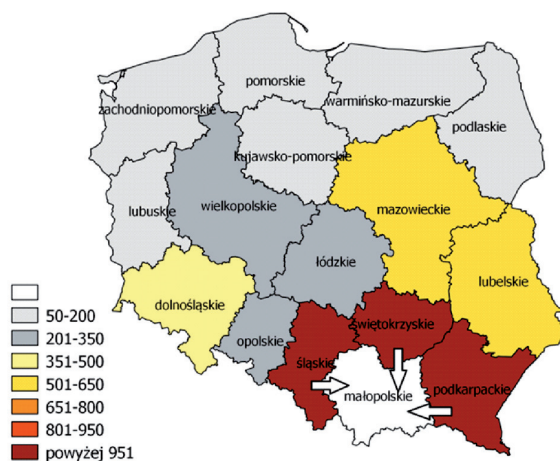 pomorskie
zachodniopomorskie
warmińsko-mazurskie
podlaskie
kujawsko-pomorskie
lubuskie
wielkopolskie
mazowieckie
łódzkie
lubelskie
dolnośląskie
opolskie
śląskie
świętokrzyskie
małopolskie
podkarpackie
50-200
201-350
351-500
501-650
651-800
801-950
powyżej 951